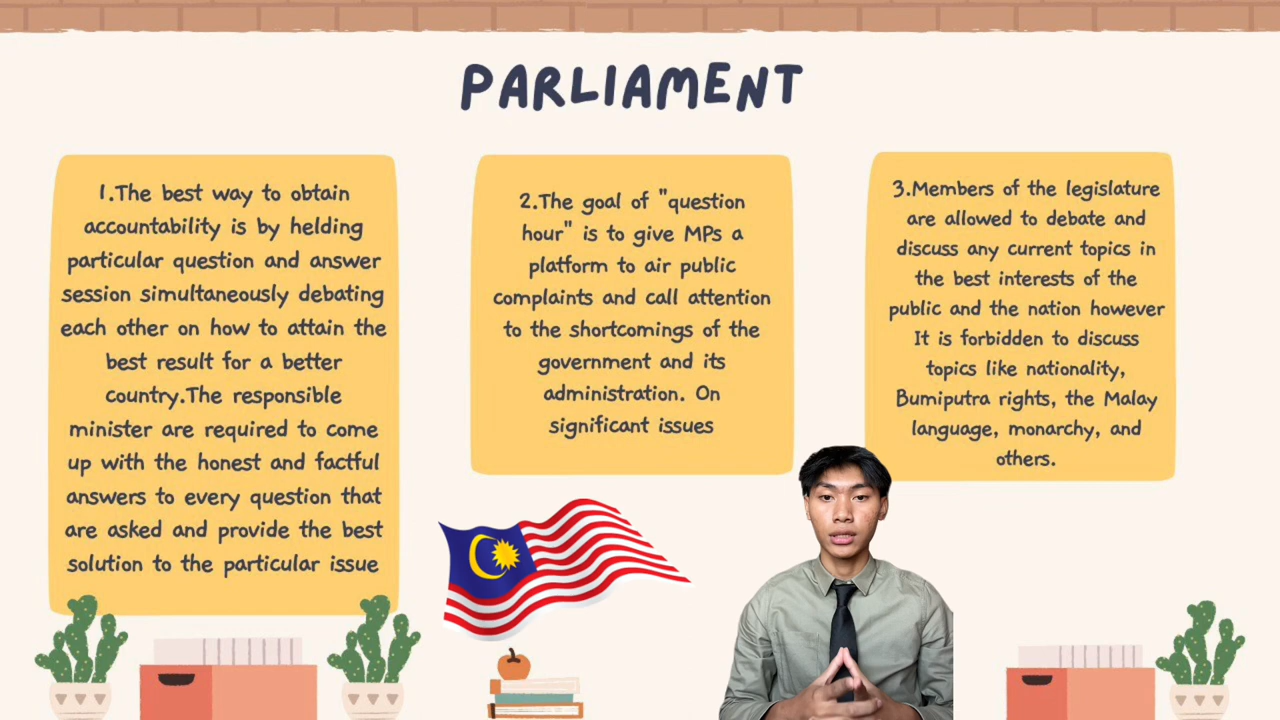 PARLIAMENT
1.The best way to obtain
accountability is by helding
particular question and answer
session simultaneously debating
each other on how to attain the
best result for a better
country.The responsible
minister are required to come
up with the honest and factful
answers to every question that
are asked and provide the best
solution to the particular issue
2.The goal of "question
hour" is to give MPs a
platform to air public
complaints and call attention
to the shortcomings of the
government and its
administration. On
significant issues
3.Members of the legislature
are allowed to debate and
discuss any current topics in
the best interests of the
public and the nation however
It is forbidden to discuss
topics like nationality,
Bumiputra rights, the Malay
language, monarchy, and
others.